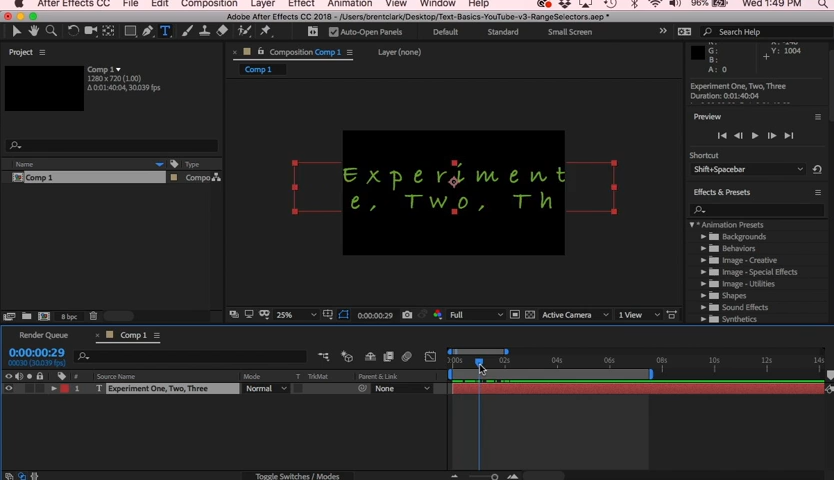 After Effects CC File Edit Composition Layer Effect Animation View Window Help 96% Wed 1:49 PM
Adobe After Effects CC 2018 - /Users/brentclark/Desktop/Text-Basics-YouTube-v3-RangeSelectors.aep *
Auto-Open Panels Default Standard Small Screen Search Help
Project
Composition Comp 1 Layer (none)
Comp 1
Comp 1
1280 x 720 (1.00)
Δ 0:01:40:04, 30.039 fps
G:
B:
A: 0
Y: 1004
Experiment One, Two, Three
Duration: 0:01:40:04
Preview
Shortcut
Shift+Spacebar
Effects & Presets
Name Type
Comp 1 Compo
Experiment
e, Two, Th
* Animation Presets
Backgrounds
Behaviors
Image - Creative
Image - Special Effects
Image - Utilities
Shapes
Sound Effects
Synthetics
8 bpc
25% 0:00:00:29 Full Active Camera 1 View
Render Queue Comp 1
0:00:00:29
00030 (30.039 fps)
:00s 02s 04s 06s 08s 10s 12s 14s
# Source Name Mode T TrkMat Parent & Link
1 T Experiment One, Two, Three Normal None
Toggle Switches / Modes